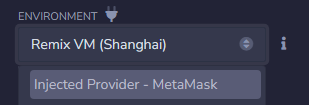 ENVIRONMENT
Remix VM (Shanghai)
Injected Provider - MetaMask